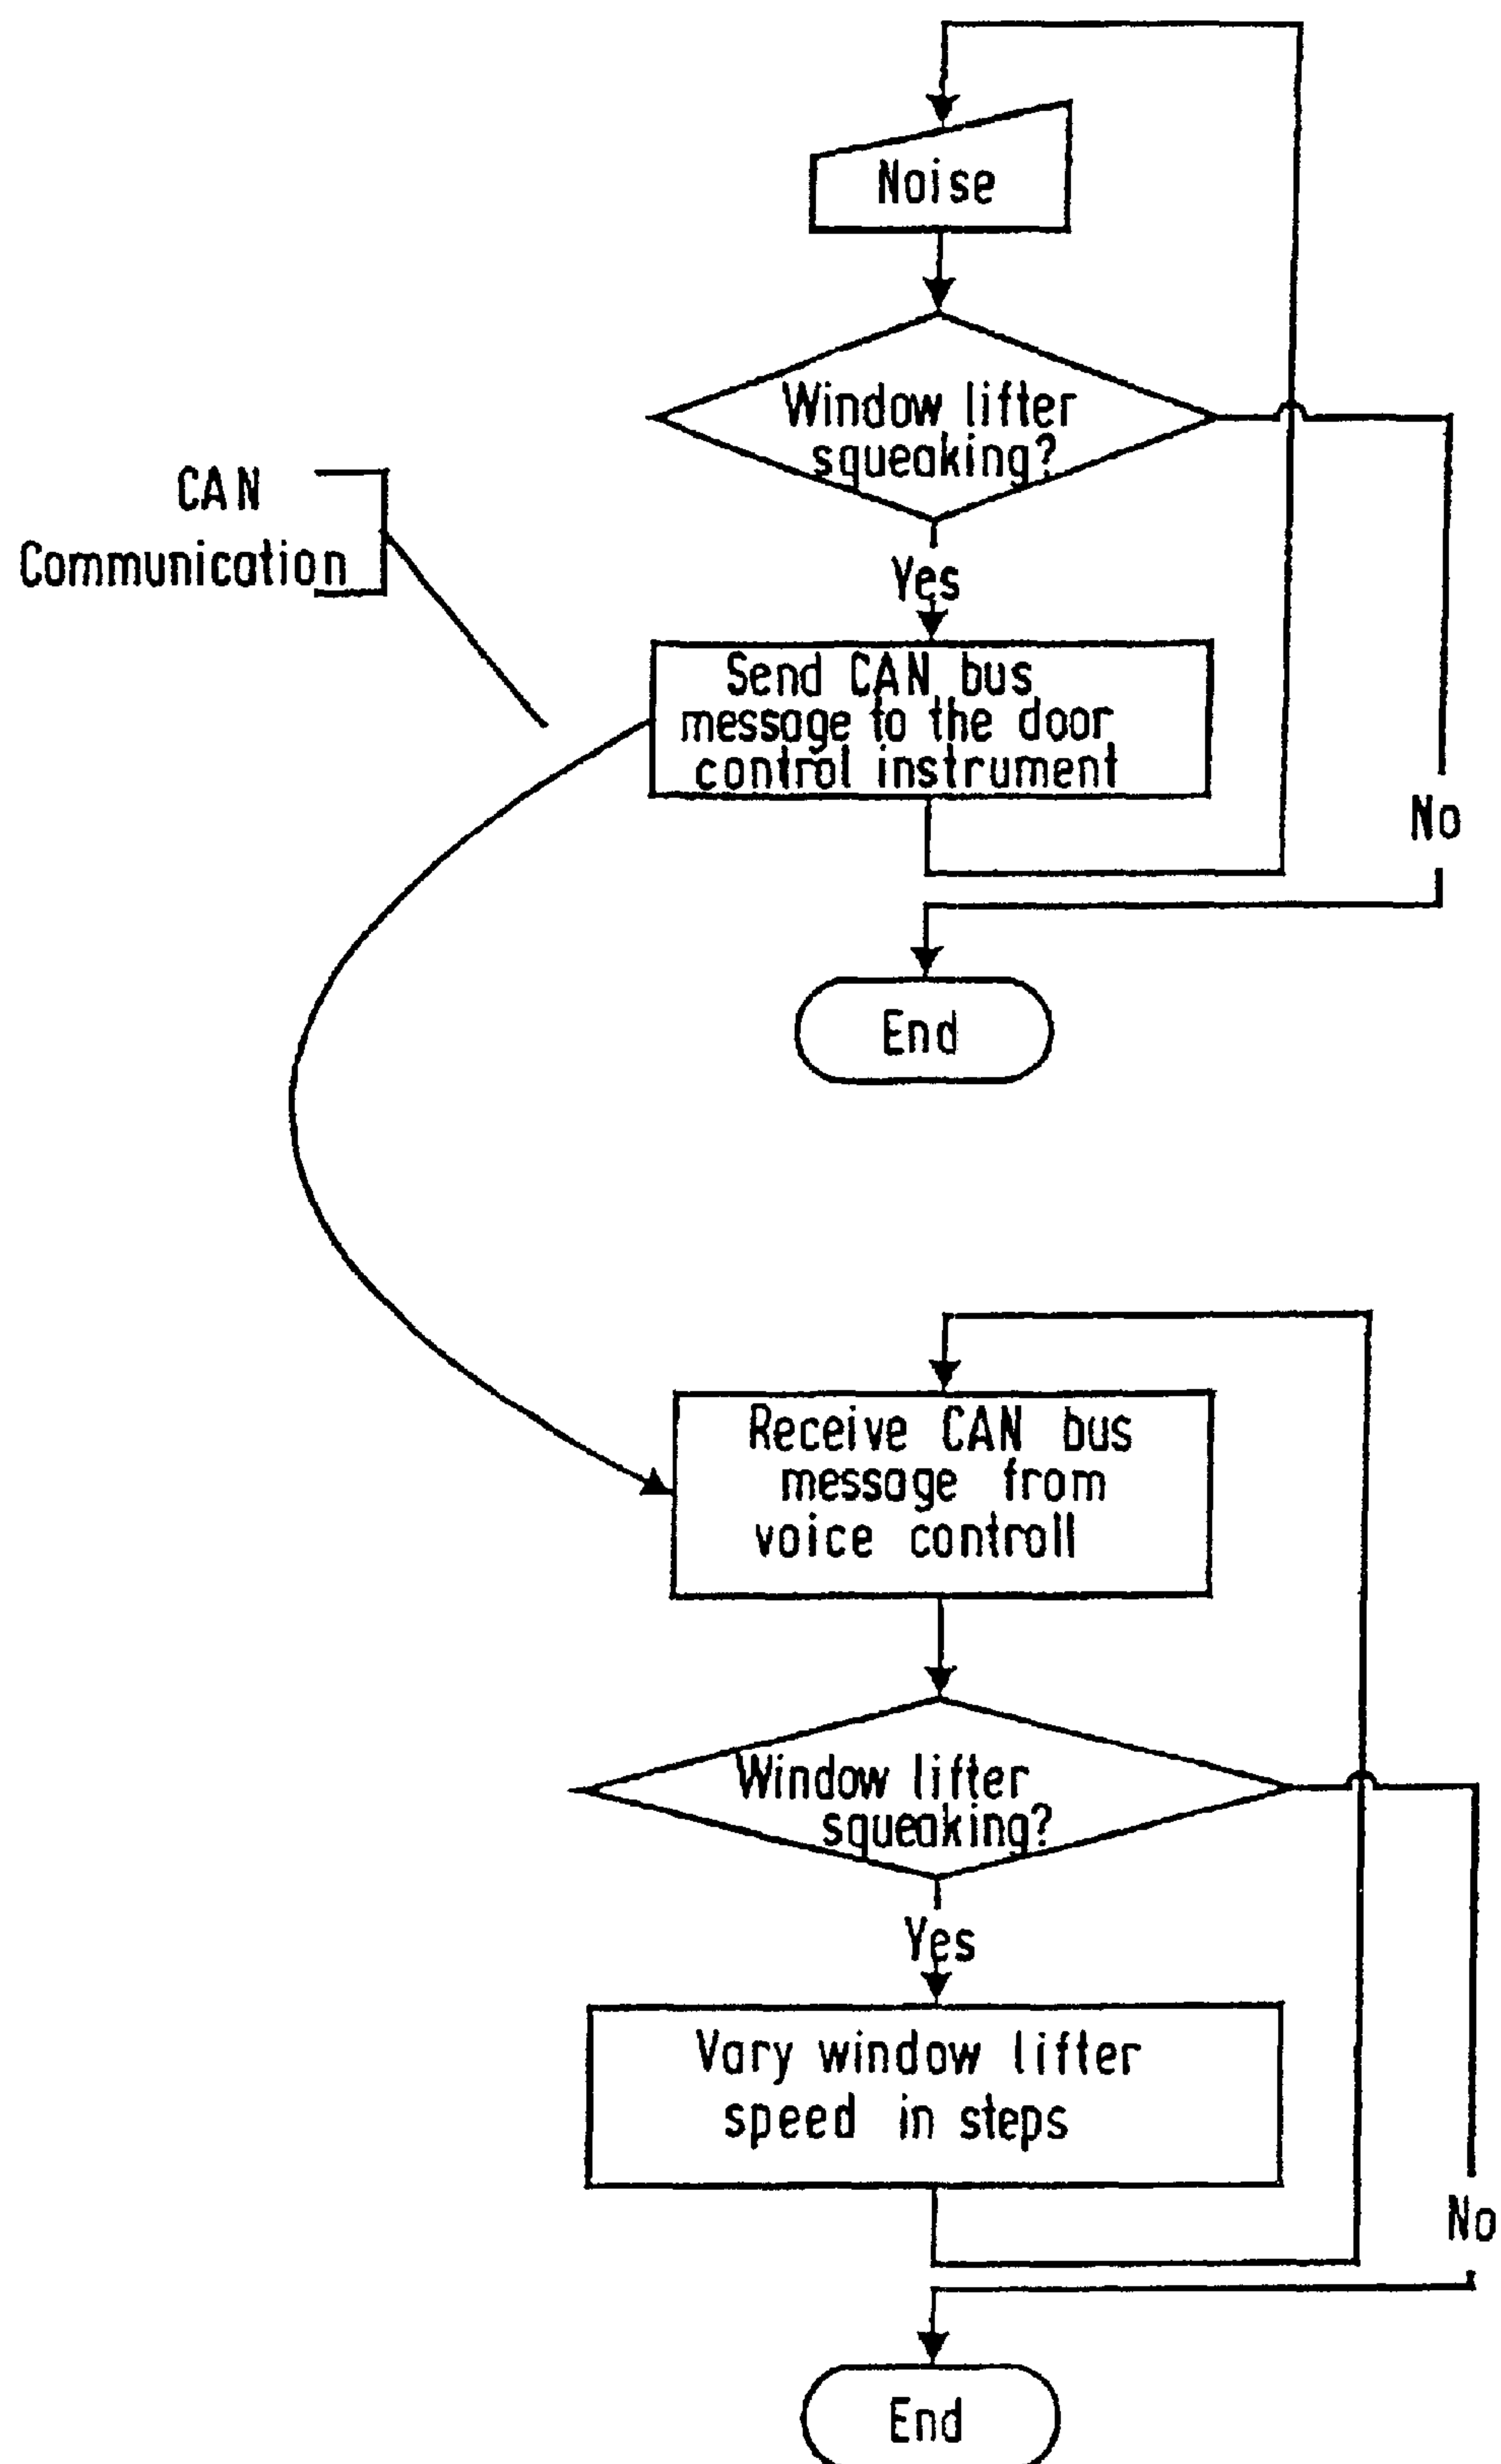 Noise
Window lifter
squeaking?
CAN
Communication
Yes
Send CAN bus
message to the door
control instrument
No
End
Receive CAN bus
message from
voice controll
Window lifter
squeaking?
Yes
Vary window lifter
speed in steps
No
End